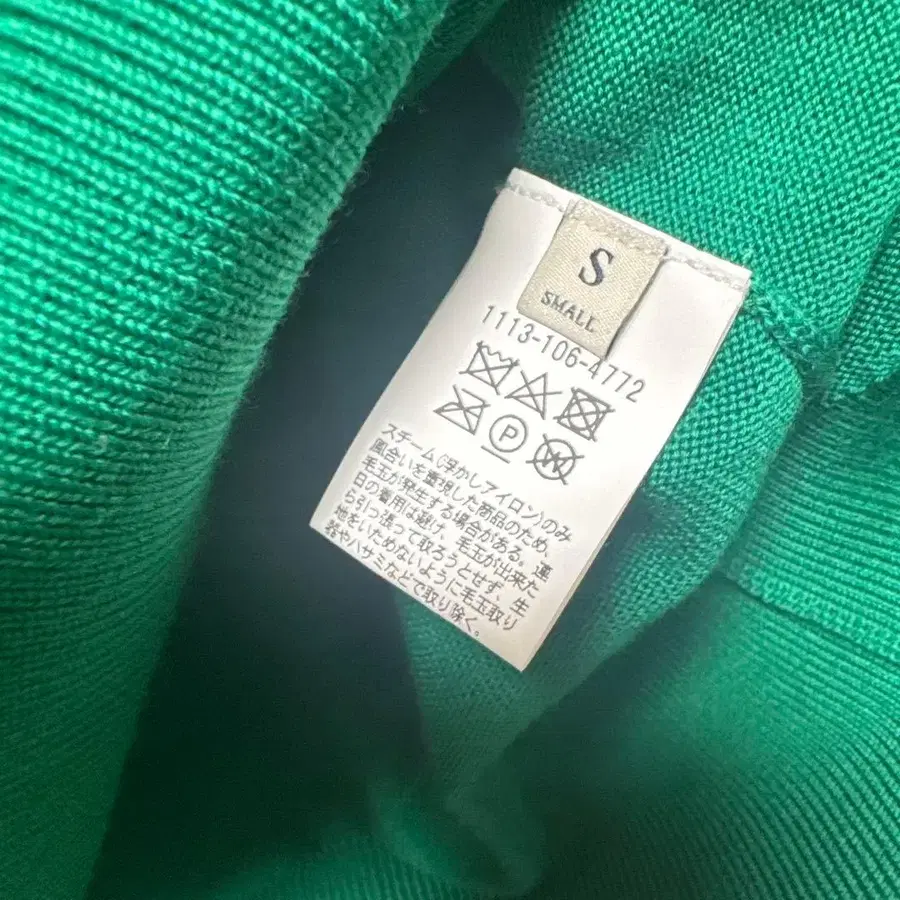 S
SMALL
1113-106-4772
P
W
スチーム(浮かしアイロン)のみ
風合いを重視した商品のため、
毛玉が発生する場合がある。連
日の着用は避け、毛玉が出来た
ら引っ張って取ろうとせず、生
地をいためないように毛玉取り
器やハサミなどで取り除く。